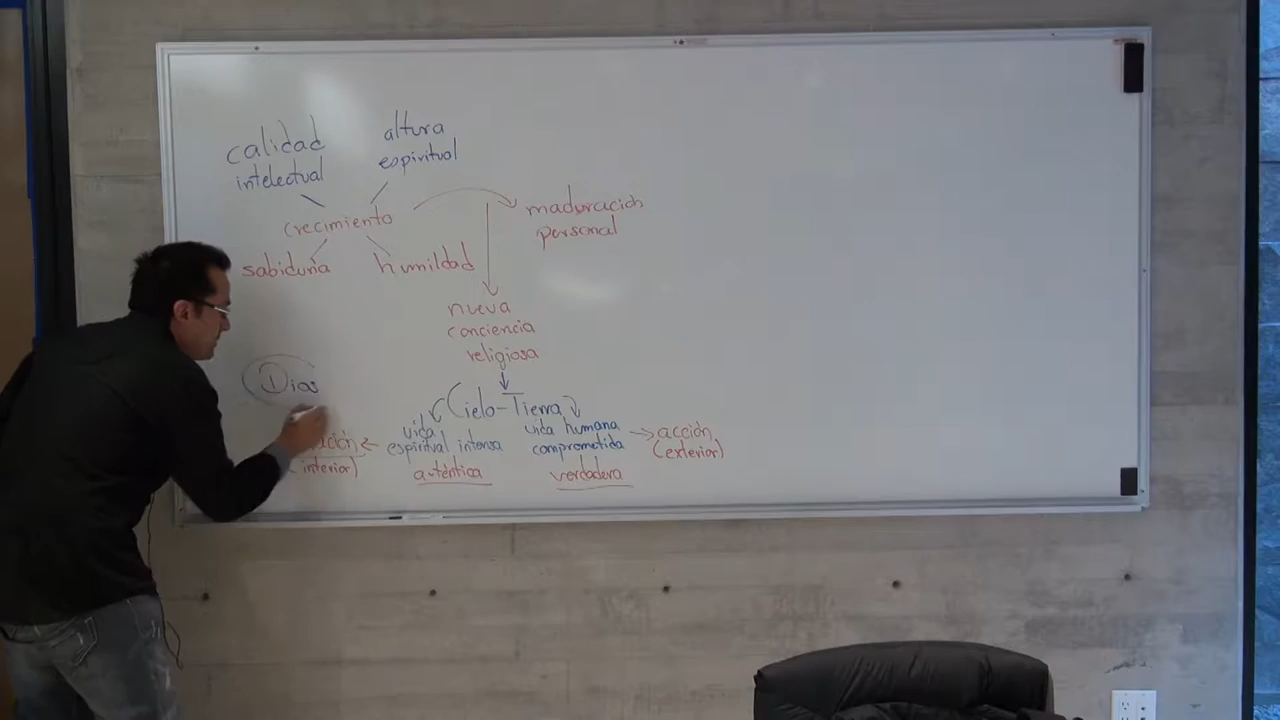 calidad
intelectual
altura
espiritual
crecimiento
sabiduría
humildad
maduración
personal
nueva
conciencia
religiosa
Dios
Cielo-Tierra
vida
espiritual intensa
auténtica
vida humana
comprometida
verdadera
acción
(exterior)
(interior)